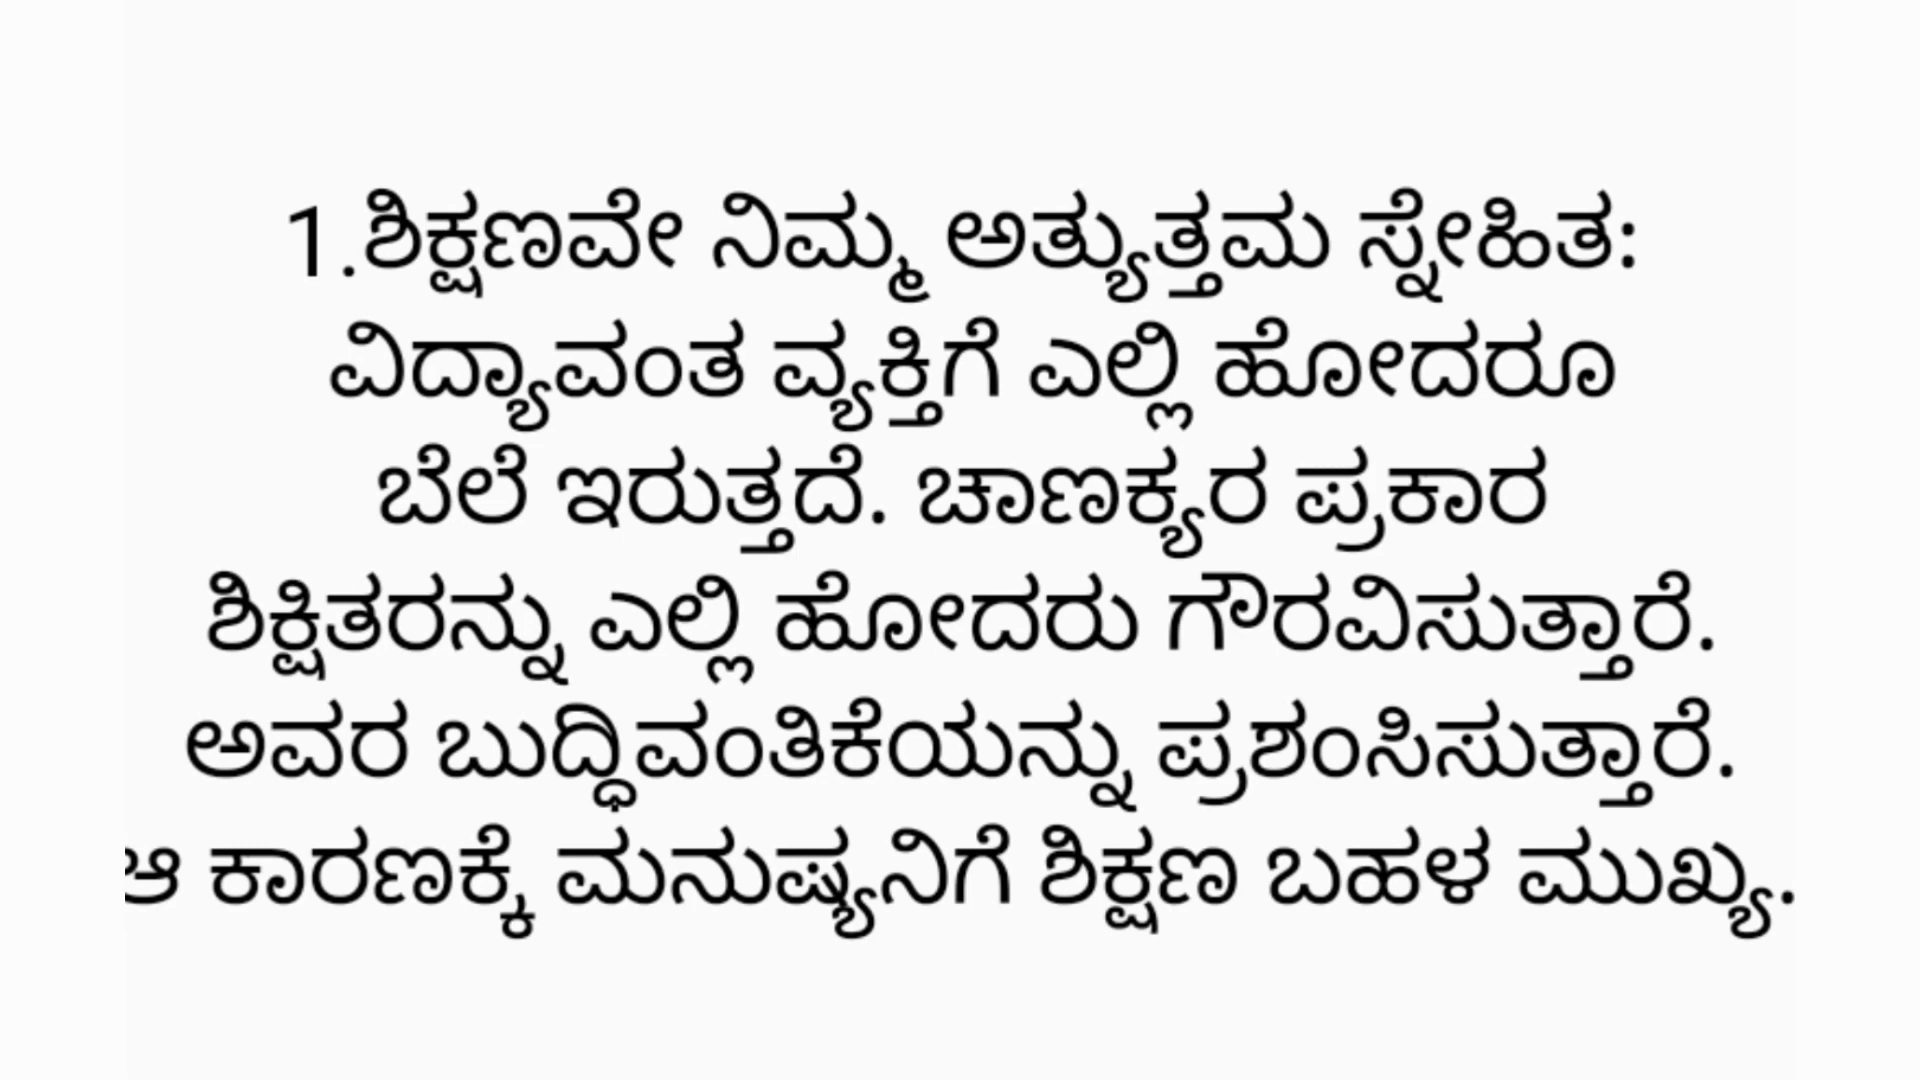 1.ಶಿಕ್ಷಣವೇ ನಿಮ್ಮ ಅತ್ಯುತ್ತಮ ಸ್ನೇಹಿತ:
ವಿದ್ಯಾವಂತ ವ್ಯಕ್ತಿಗೆ ಎಲ್ಲಿ ಹೋದರೂ
ಬೆಲೆ ಇರುತ್ತದೆ. ಚಾಣಕ್ಯರ ಪ್ರಕಾರ
ಶಿಕ್ಷಿತರನ್ನು ಎಲ್ಲಿ ಹೋದರು ಗೌರವಿಸುತ್ತಾರೆ.
ಅವರ ಬುದ್ಧಿವಂತಿಕೆಯನ್ನು ಪ್ರಶಂಸಿಸುತ್ತಾರೆ.
ಆ ಕಾರಣಕ್ಕೆ ಮನುಷ್ಯನಿಗೆ ಶಿಕ್ಷಣ ಬಹಳ ಮುಖ್ಯ.